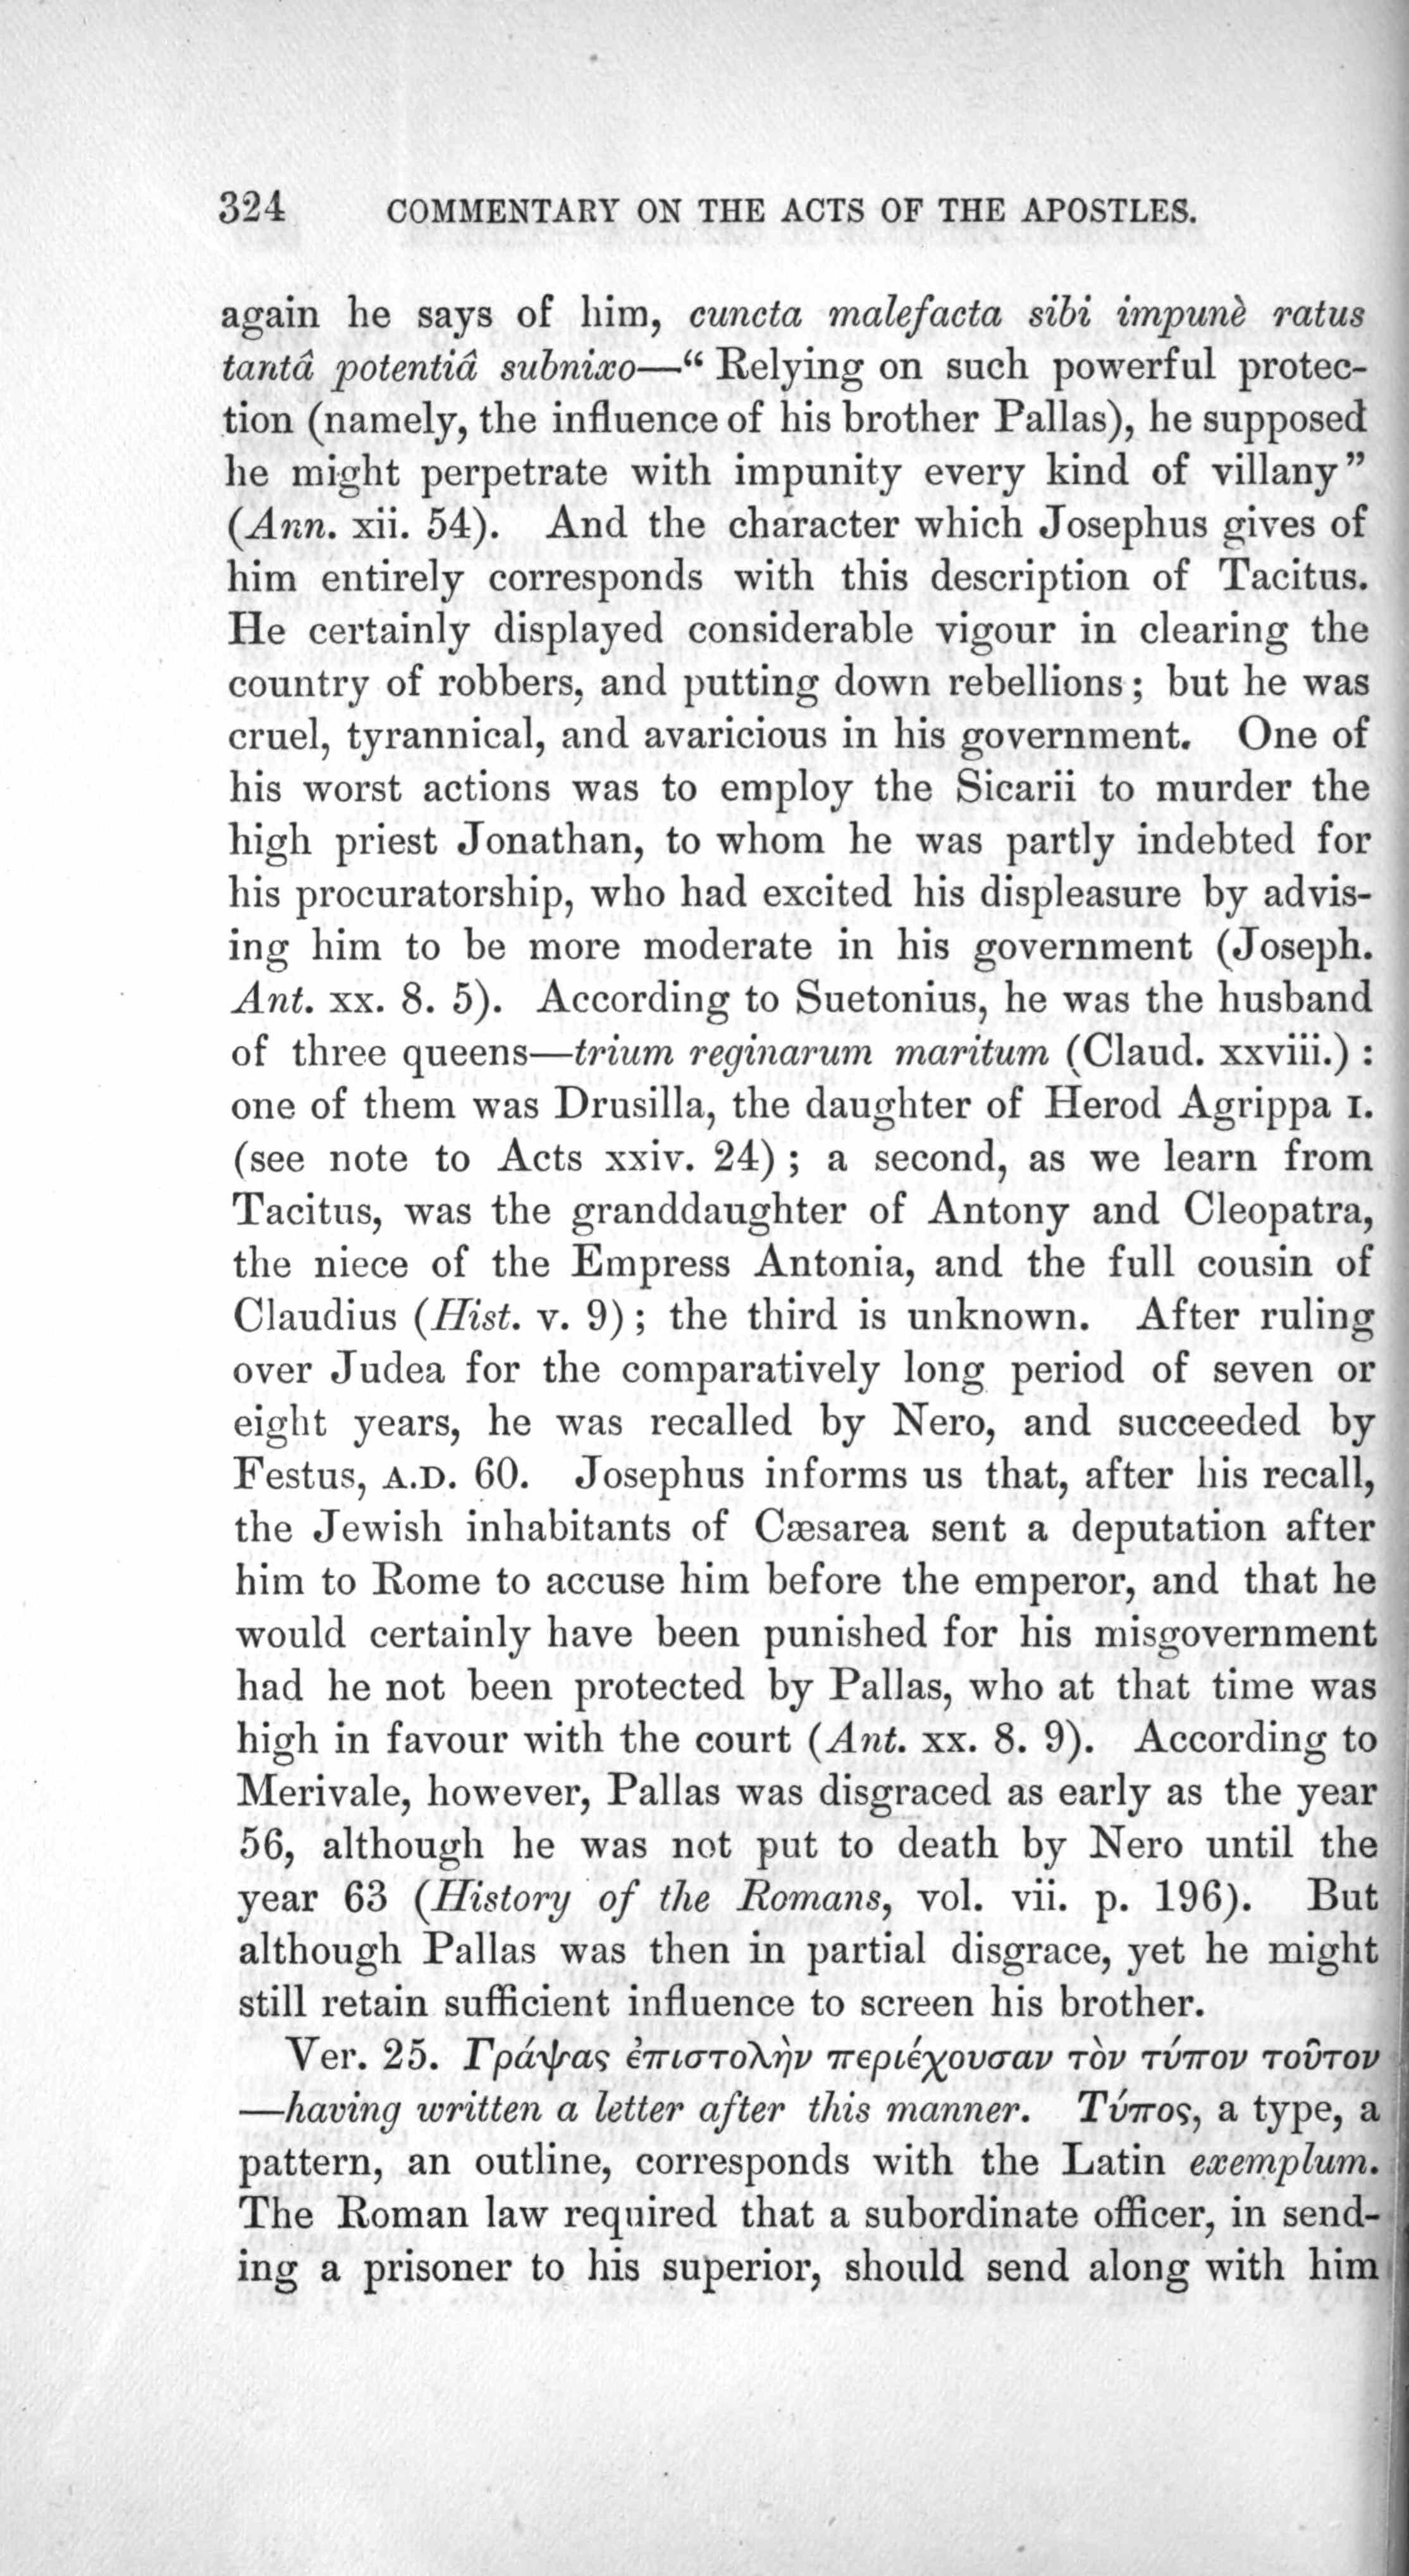 324 COMMENTARY ON THE ACTS OF THE APOSTLES.
again he says of him, cuncta malefacta sibi impunè ratus
tantâ potentiâ subnixo—“ Relying on such powerful protec-
tion (namely, the influence of his brother Pallas), he supposed
he might perpetrate with impunity every kind of villany”
(Ann. xii. 54). And the character which Josephus gives of
him entirely corresponds with this description of Tacitus.
He certainly displayed considerable vigour in clearing the
country of robbers, and putting down rebellions; but he was
cruel, tyrannical, and avaricious in his government. One of
his worst actions was to employ the Sicarii to murder the
high priest Jonathan, to whom he was partly indebted for
his procuratorship, who had excited his displeasure by advis-
ing him to be more moderate in his government (Joseph.
Ant. xx. 8. 5). According to Suetonius, he was the husband
of three queens—trium reginarum maritum (Claud. xxviii.) :
one of them was Drusilla, the daughter of Herod Agrippa I.
(see note to Acts xxiv. 24) ; a second, as we learn from
Tacitus, was the granddaughter of Antony and Cleopatra,
the niece of the Empress Antonia, and the full cousin of
Claudius (Hist. v. 9) ; the third is unknown. After ruling
over Judea for the comparatively long period of seven or
eight years, he was recalled by Nero, and succeeded by
Festus, A.D. 60. Josephus informs us that, after his recall,
the Jewish inhabitants of Cæsarea sent a deputation after
him to Rome to accuse him before the emperor, and that he
would certainly have been punished for his misgovernment
had he not been protected by Pallas, who at that time was
high in favour with the court (Ant. xx. 8. 9). According to
Merivale, however, Pallas was disgraced as early as the year
56, although he was not put to death by Nero until the
year 63 (History of the Romans, vol. vii. p. 196). But
although Pallas was then in partial disgrace, yet he might
still retain sufficient influence to screen his brother.
Ver. 25. Γράψας ἐπιστολὴν περιέχουσαν τὸν τύπον τοῦτον
—having written a letter after this manner. Τύπος, a type, a
pattern, an outline, corresponds with the Latin exemplum.
The Roman law required that a subordinate officer, in send-
ing a prisoner to his superior, should send along with him